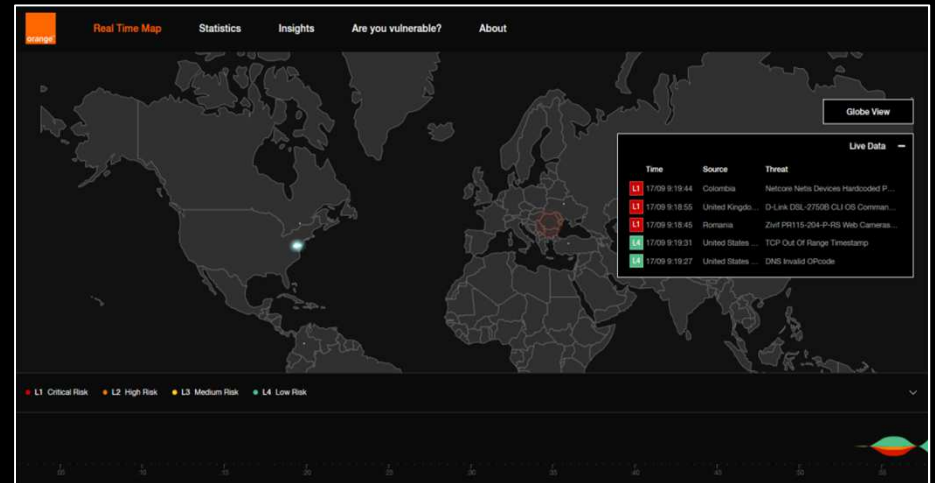 orange
Real Time Map Statistics Insights Are you vulnerable? About
Globe View
Live Data –
Time Source Threat
L1 17/09 9:19:44 Colombia Netcore Netis Devices Hardcoded P...
L1 17/09 9:18:55 United Kingdo... D-Link DSL-2750B CLI OS Comman...
L1 17/09 9:18:45 Romania Zivif PR115-204-P-RS Web Cameras...
L4 17/09 9:19:31 United States ... TCP Out Of Range Timestamp
L4 17/09 9:19:27 United States ... DNS Invalid OPcode
L1 Critical Risk L2 High Risk L3 Medium Risk L4 Low Risk